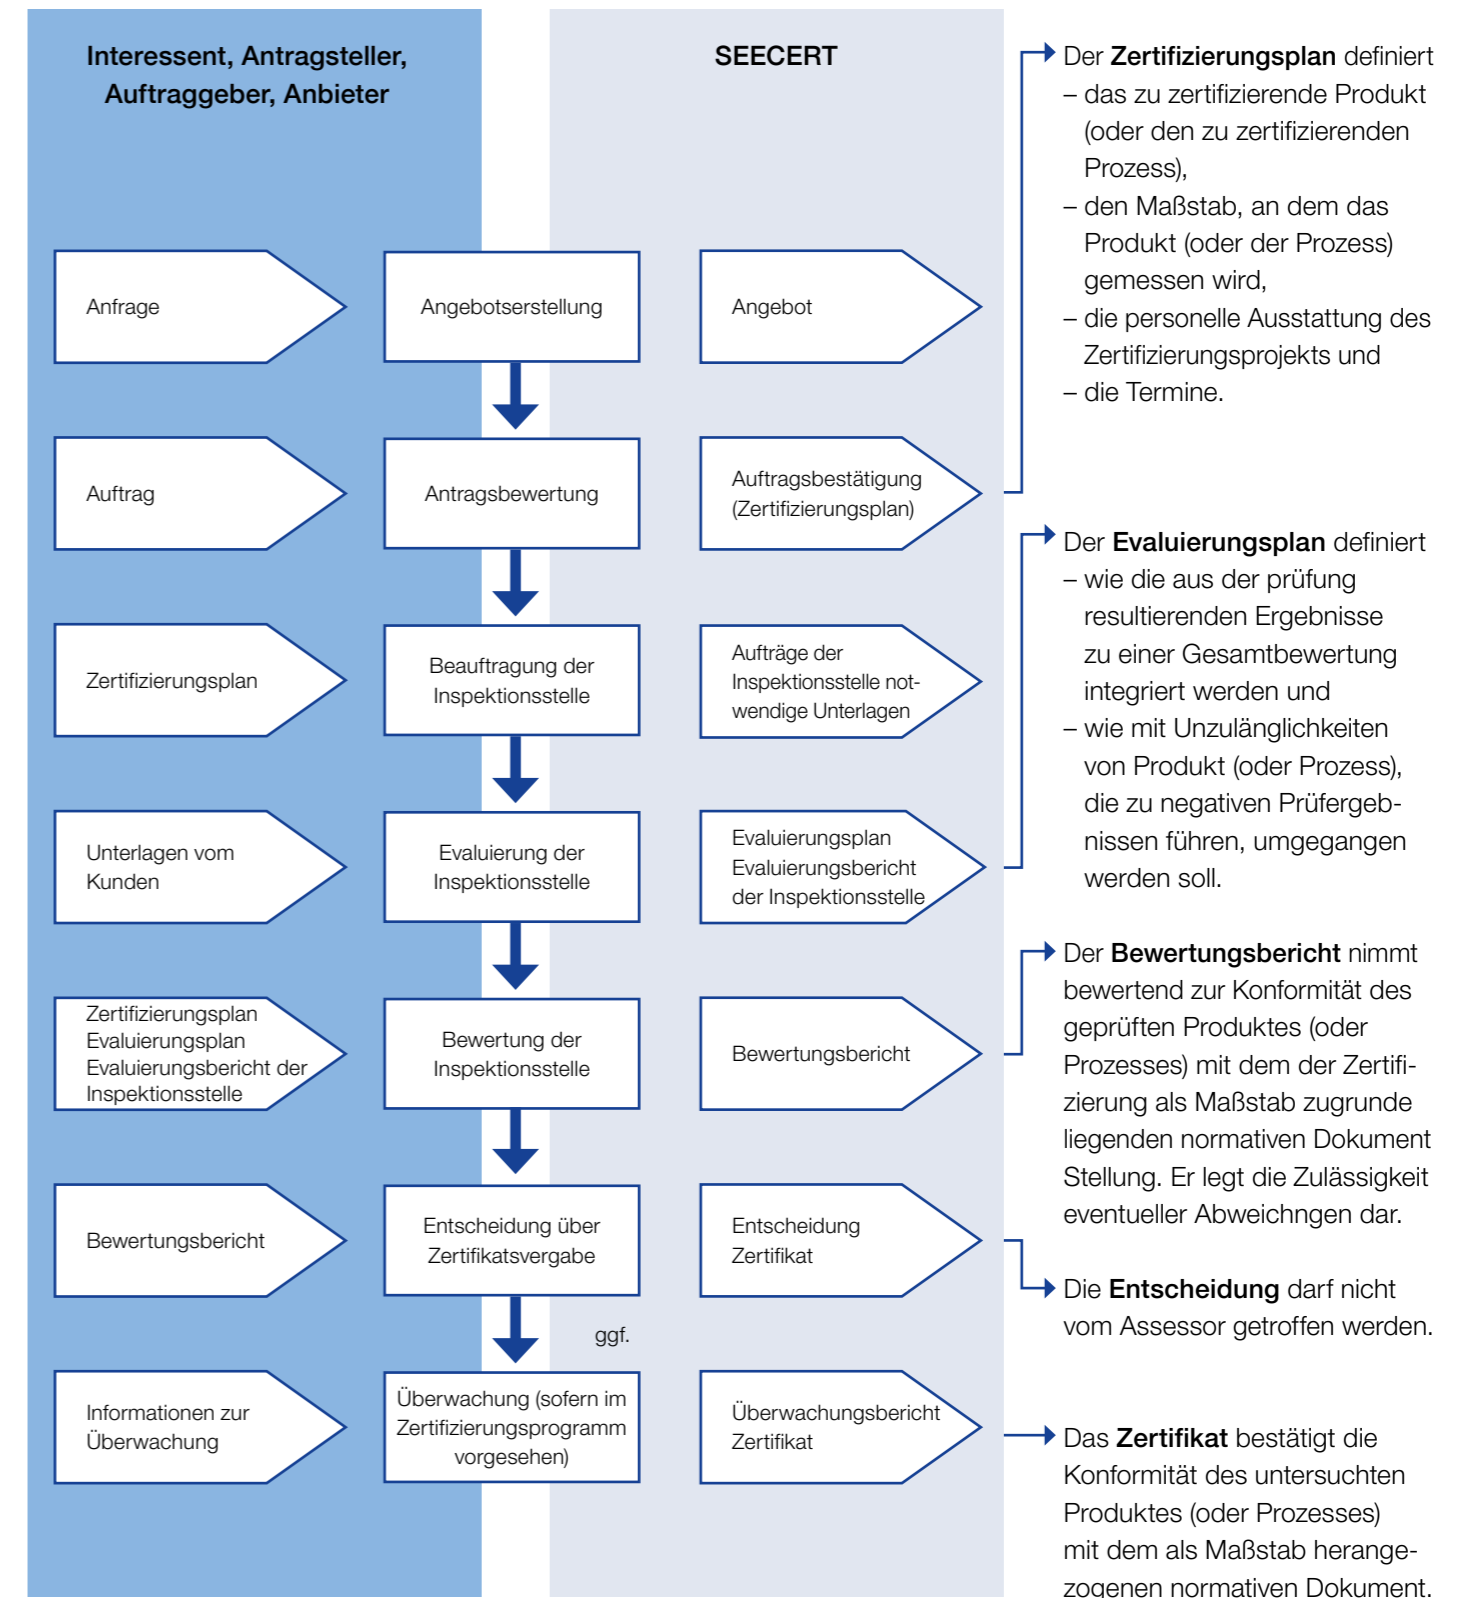 Interessent, Antragsteller,
Auftraggeber, Anbieter
SEECERT
Anfrage
Angebotserstellung
Angebot
Auftrag
Antragsbewertung
Auftragsbestätigung
(Zertifizierungsplan)
Zertifizierungsplan
Beauftragung der
Inspektionsstelle
Aufträge der
Inspektionsstelle not-
wendige Unterlagen
Unterlagen vom
Kunden
Evaluierung der
Inspektionsstelle
Evaluierungsplan
Evaluierungsbericht
der Inspektionsstelle
Zertifizierungsplan
Evaluierungsplan
Evaluierungsbericht der
Inspektionsstelle
Bewertung der
Inspektionsstelle
Bewertungsbericht
Bewertungsbericht
Entscheidung über
Zertifikatsvergabe
Entscheidung
Zertifikat
ggf.
Informationen zur
Überwachung
Überwachung (sofern im
Zertifizierungsprogramm
vorgesehen)
Überwachungsbericht
Zertifikat
Der Zertifizierungsplan definiert
– das zu zertifizierende Produkt
(oder den zu zertifizierenden
Prozess),
– den Maßstab, an dem das
Produkt (oder der Prozess)
gemessen wird,
– die personelle Ausstattung des
Zertifizierungsprojekts und
– die Termine.
Der Evaluierungsplan definiert
– wie die aus der prüfung
resultierenden Ergebnisse
zu einer Gesamtbewertung
integriert werden und
– wie mit Unzulänglichkeiten
von Produkt (oder Prozess),
die zu negativen Prüfergeb-
nissen führen, umgegangen
werden soll.
Der Bewertungsbericht nimmt
bewertend zur Konformität des
geprüften Produktes (oder
Prozesses) mit dem der Zertifi-
zierung als Maßstab zugrunde
liegenden normativen Dokument
Stellung. Er legt die Zulässigkeit
eventueller Abweichngen dar.
Die Entscheidung darf nicht
vom Assessor getroffen werden.
Das Zertifikat bestätigt die
Konformität des untersuchten
Produktes (oder Prozesses)
mit dem als Maßstab herange-
zogenen normativen Dokument.